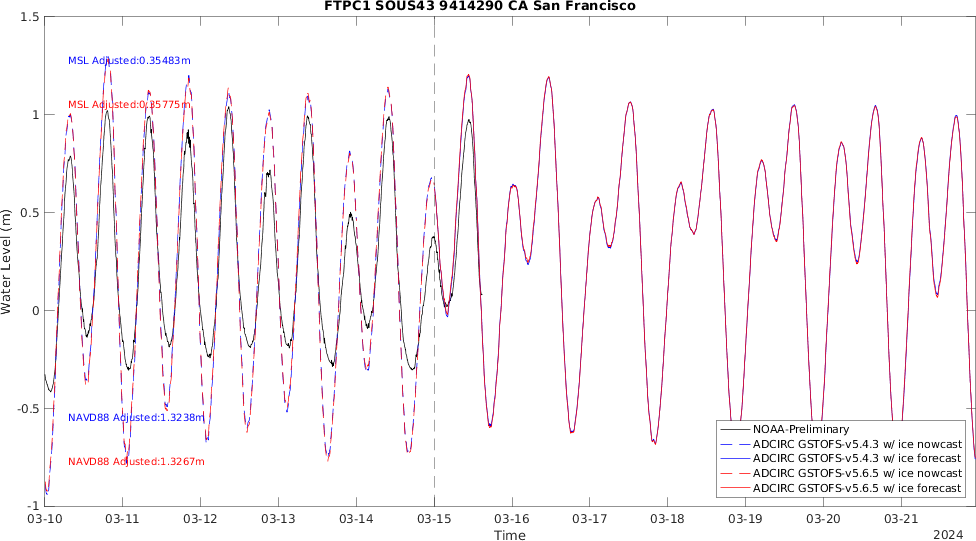 FTPC1 SOUS43 9414290 CA San Francisco
1.5
1
0.5
0
-0.5
-1
Water Level (m)
MSL Adjusted:0.35483m
MSL Adjusted:0.35775m
NAVD88 Adjusted:1.3238m
NAVD88 Adjusted:1.3267m
NOAA-Preliminary
ADCIRC GSTOFS-v5.4.3 w/ ice nowcast
ADCIRC GSTOFS-v5.4.3 w/ ice forecast
ADCIRC GSTOFS-v5.6.5 w/ ice nowcast
ADCIRC GSTOFS-v5.6.5 w/ ice forecast
03-10 03-11 03-12 03-13 03-14 03-15 03-16 03-17 03-18 03-19 03-20 03-21
Time
2024